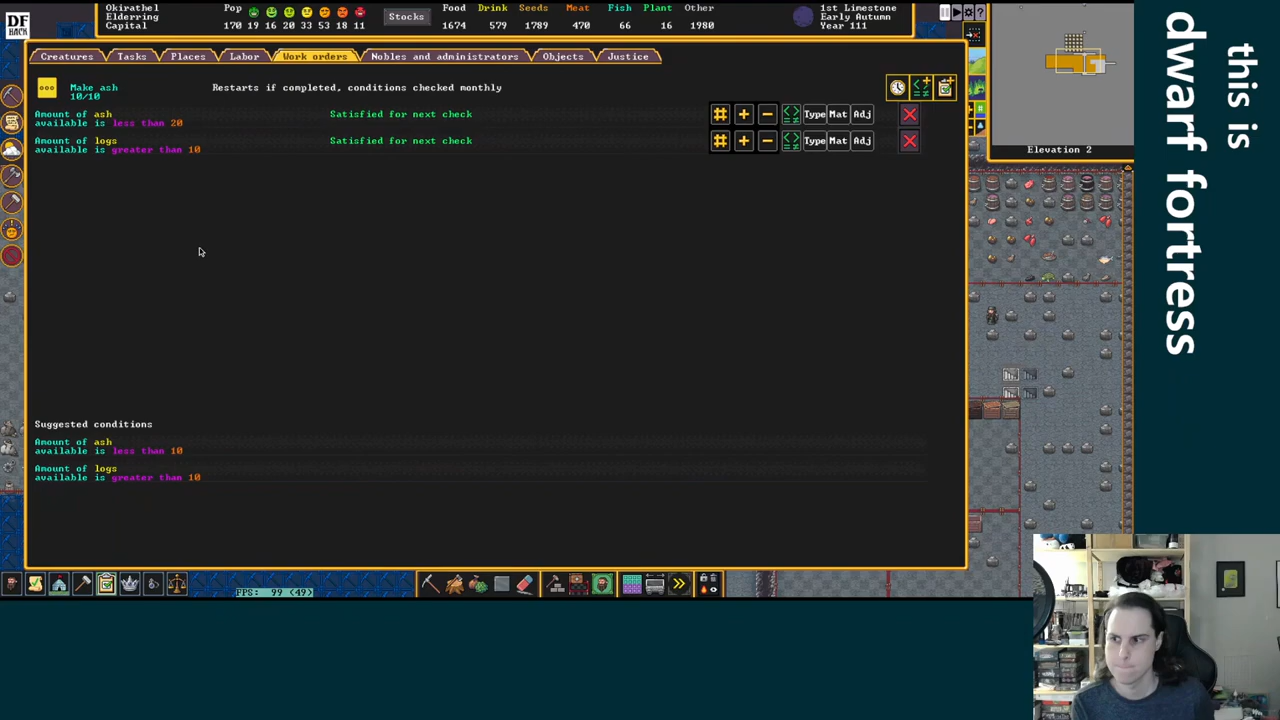 DF
HACK
Okirathel
Elderring
Capital
Pop
170 19 16 20 33 53 18 11
Stocks
Food Drink Seeds Meat Fish Plant Other
1674 579 1789 470 66 16 1980
1st Limestone
Early Autumn
Year 111
Creatures Tasks Places Labor Work orders Nobles and administrators Objects Justice
Make ash
10/10
Restarts if completed, conditions checked monthly
Amount of ash
available is less than 20
Satisfied for next check
Type Mat Adj
Amount of logs
available is greater than 10
Satisfied for next check
Type Mat Adj
Suggested conditions
Amount of ash
available is less than 10
Amount of logs
available is greater than 10
FPS: 99 (49)
Elevation 2
this is
dwarf fortress